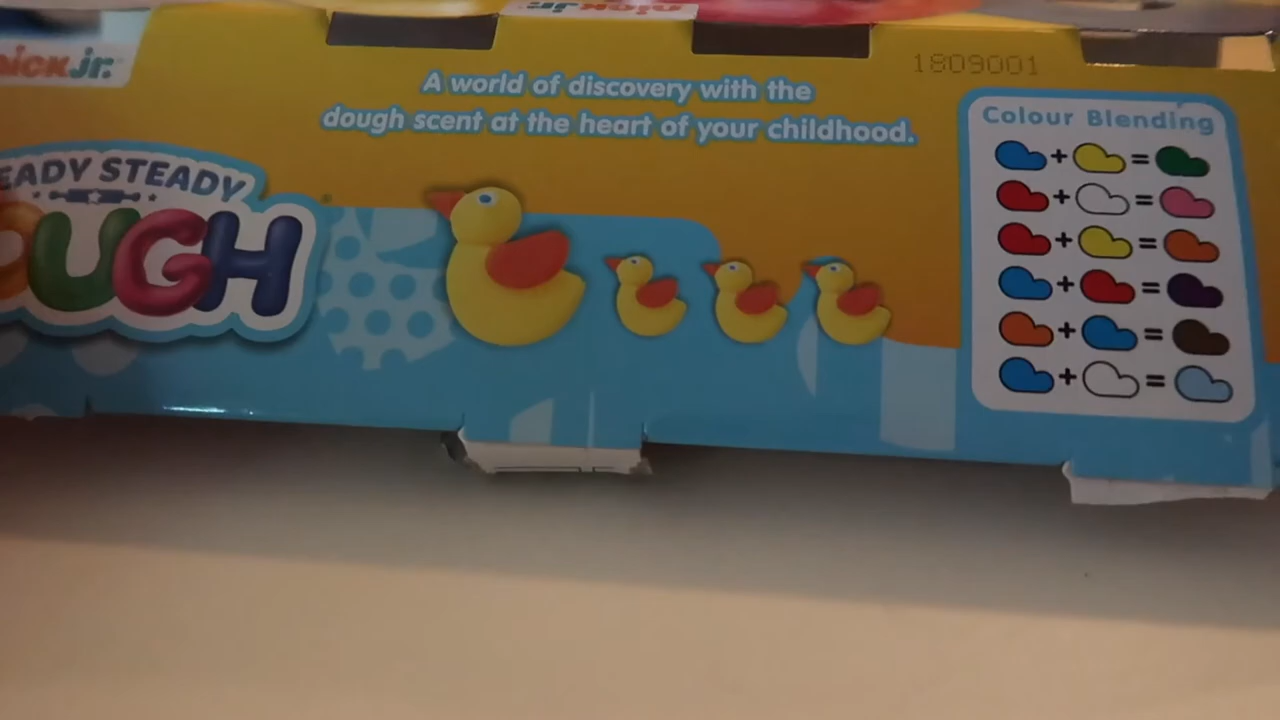 nick jr.
1809001
A world of discovery with the
dough scent at the heart of your childhood.
EADY STEADY
OUGH
Colour Blending
+ =
+ =
+ =
+ =
+ =
+ =